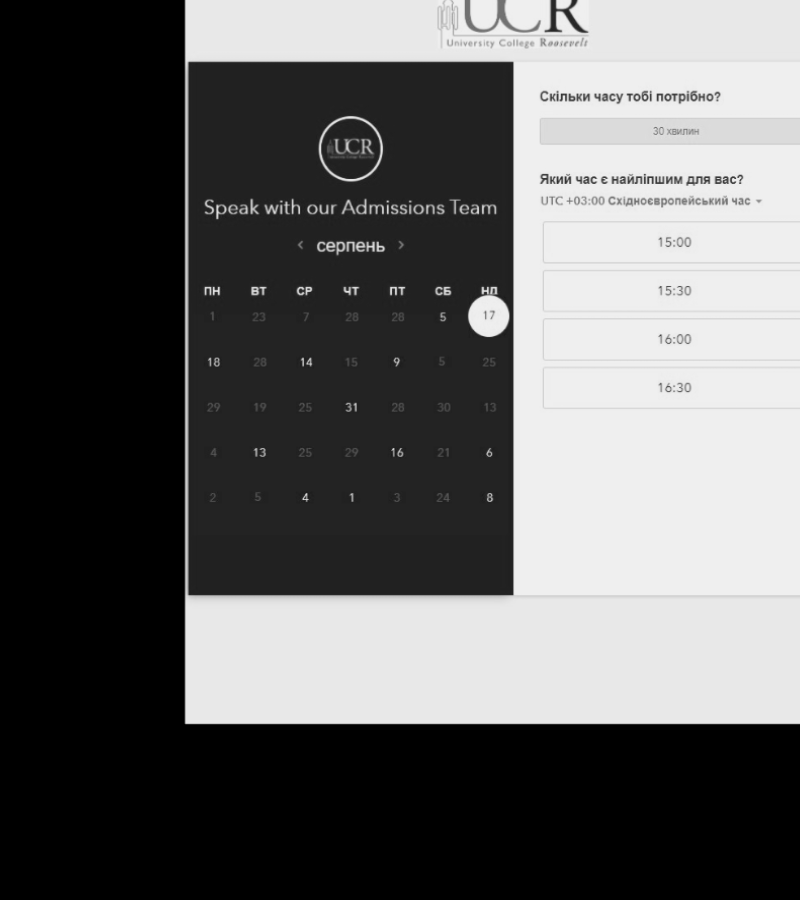 UCR
University College Roosevelt
UCR
Speak with our Admissions Team
‹ серпень ›
ПН ВТ СР ЧТ ПТ СБ НД
1 23 7 28 28 5 17
18 28 14 15 9 5 25
29 19 25 31 28 30 13
4 13 25 29 16 21 6
2 5 4 1 3 24 8
Скільки часу тобі потрібно?
30 хвилин
Який час є найліпшим для вас?
UTC +03:00 Східноєвропейський час
15:00
15:30
16:00
16:30